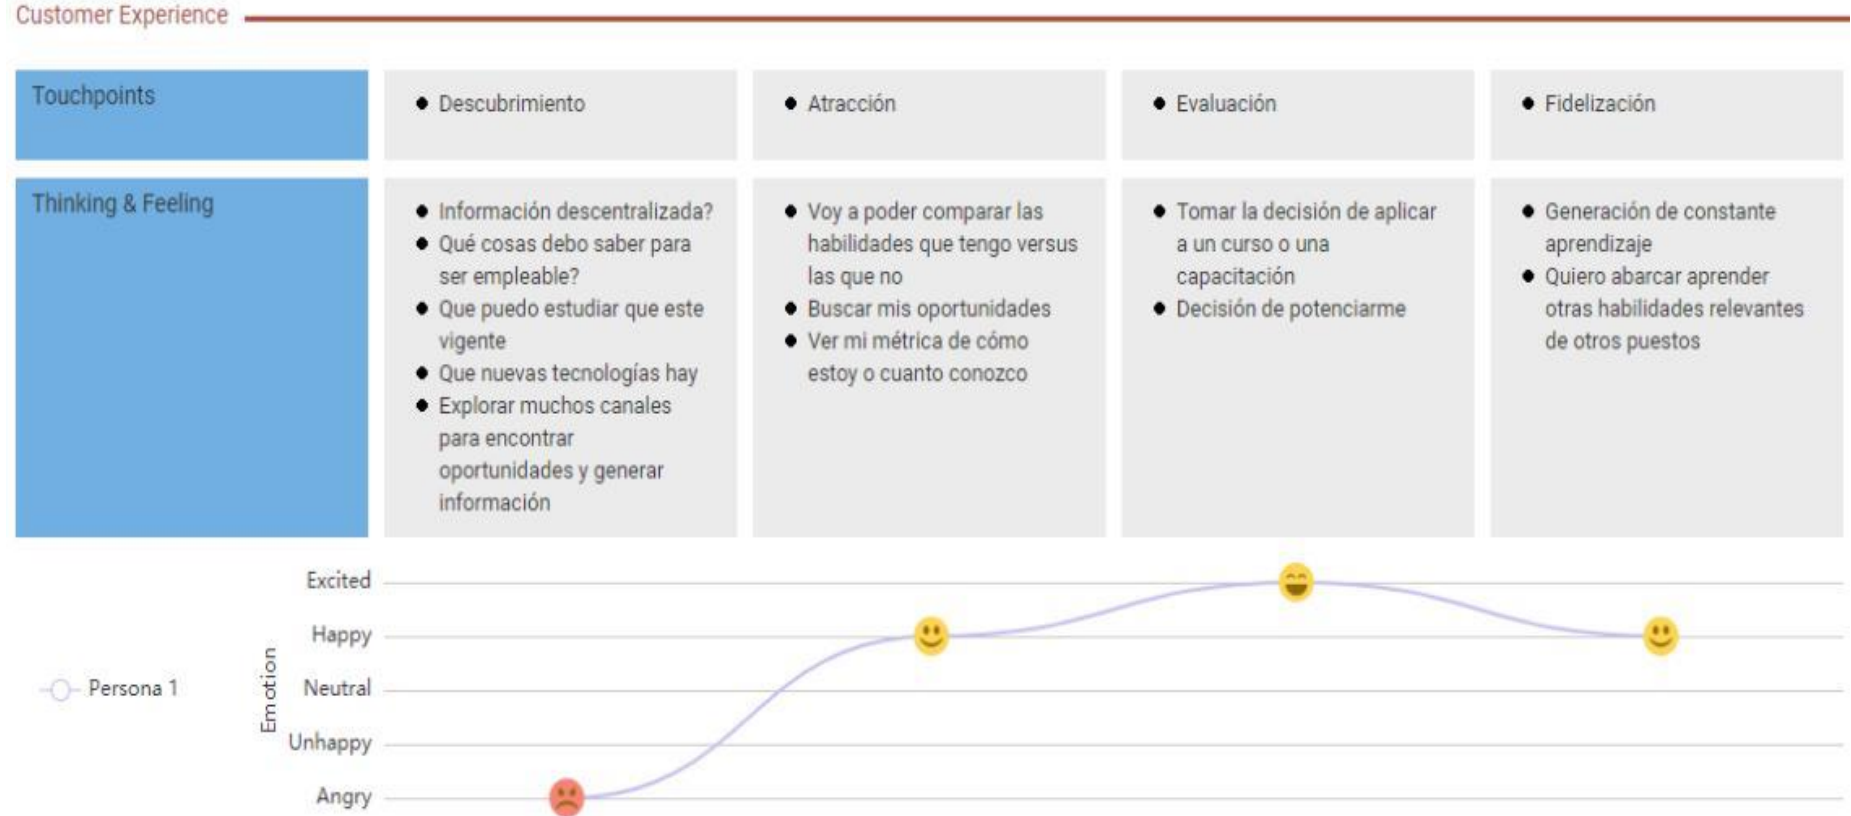 Customer Experience
Touchpoints
● Descubrimiento
● Atracción
● Evaluación
● Fidelización
Thinking & Feeling
● Información descentralizada?
● Qué cosas debo saber para
ser empleable?
● Que puedo estudiar que este
vigente
● Que nuevas tecnologías hay
● Explorar muchos canales
para encontrar
oportunidades y generar
información
● Voy a poder comparar las
habilidades que tengo versus
las que no
● Buscar mis oportunidades
● Ver mi métrica de cómo
estoy o cuanto conozco
● Tomar la decisión de aplicar
a un curso o una
capacitación
● Decisión de potenciarme
● Generación de constante
aprendizaje
● Quiero abarcar aprender
otras habilidades relevantes
de otros puestos
Persona 1
Emotion
Excited
Happy
Neutral
Unhappy
Angry